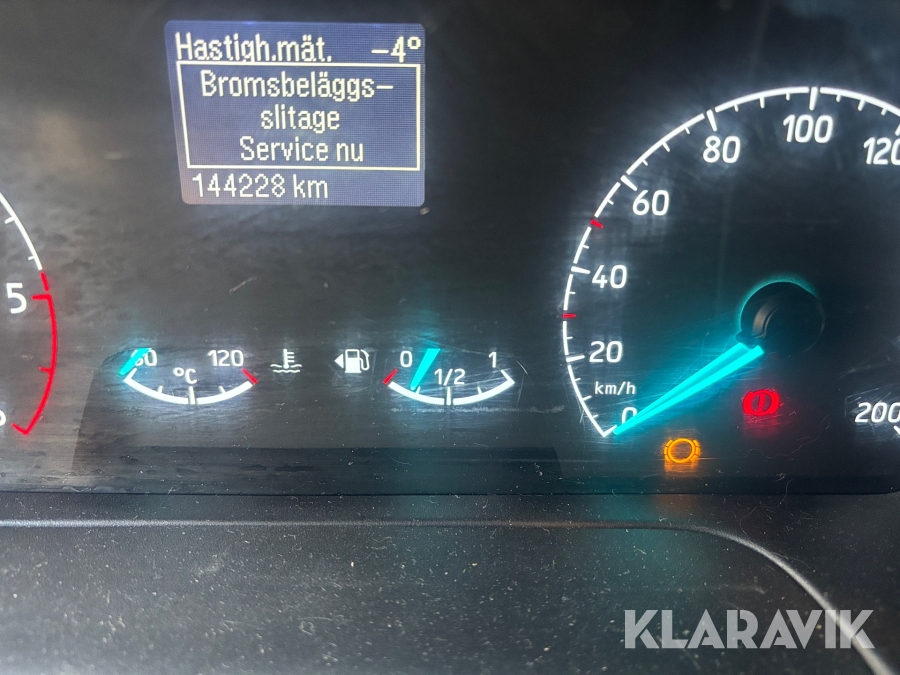 Hastigh.mät. -4°
Bromsbeläggs-
slitage
Service nu
144228 km
100
80
120
60
5
40
60 120
0 1
20
°C
1/2
km/h
0
200
KLARAVIK